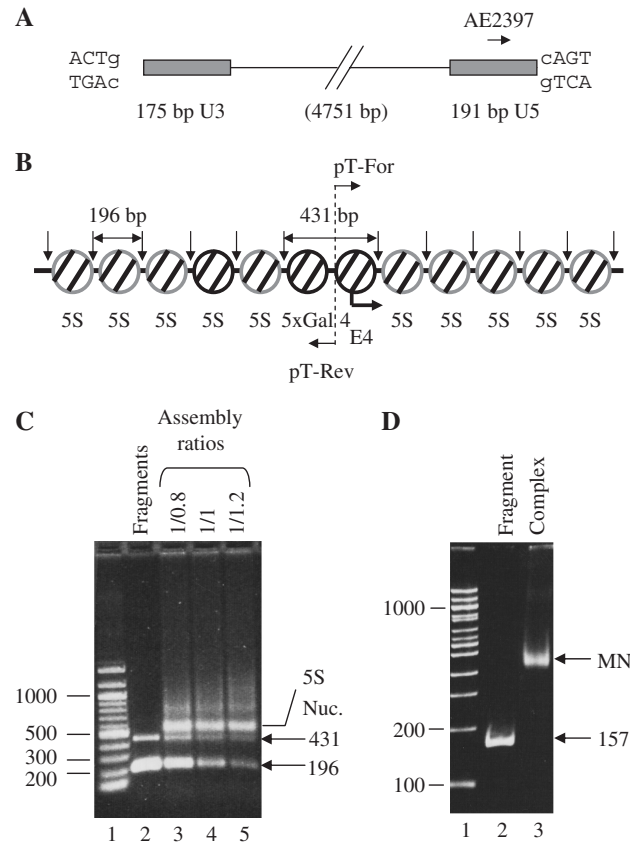 A
AE2397
ACTg
TGAc
cAGT
gTCA
175 bp U3
(4751 bp)
191 bp U5
B
pT-For
196 bp
431 bp
5S 5S 5S 5S 5S 5xGal 4 5S 5S 5S 5S 5S
E4
pT-Rev
C
Assembly
ratios
Fragments
1/0.8
1/1
1/1.2
1000
500
300
200
5S
Nuc.
431
196
1 2 3 4 5
D
Fragment
Complex
1000
200
100
MN
157
1 2 3